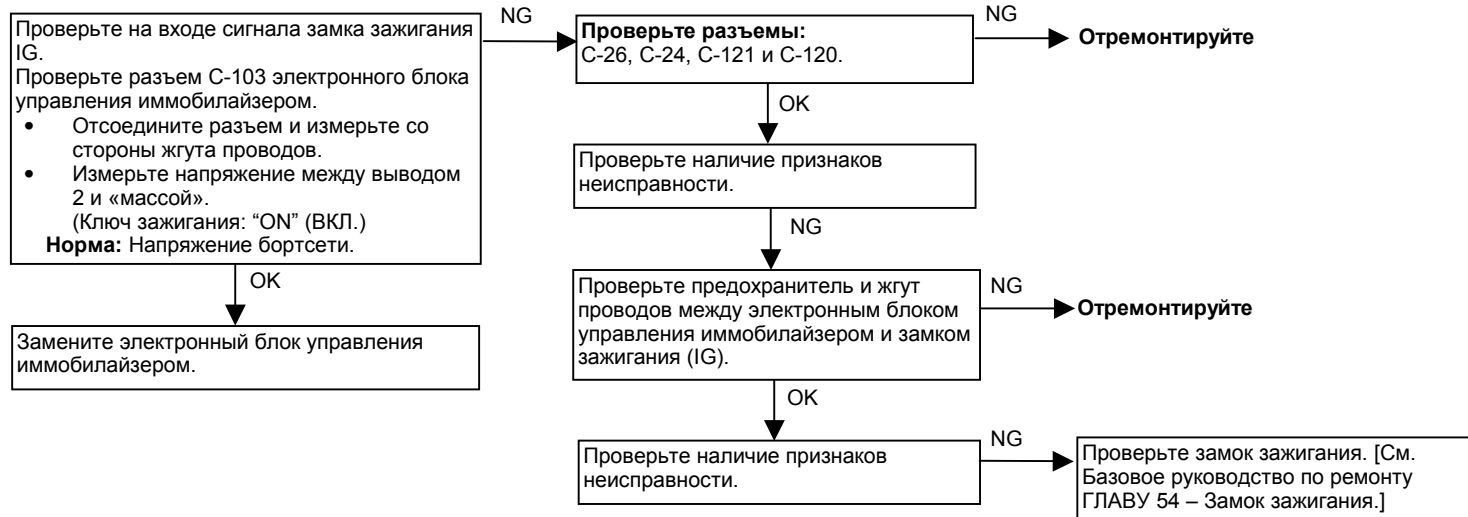 Проверьте на входе сигнала замка зажигания
IG.
Проверьте разъем C-103 электронного блока
управления иммобилайзером.
• Отсоедините разъем и измерьте со
стороны жгута проводов.
• Измерьте напряжение между выводом
2 и «массой».
(Ключ зажигания: “ON” (ВКЛ.)
Норма: Напряжение бортсети.
NG
Проверьте разъемы:
C-26, C-24, C-121 и C-120.
NG
Отремонтируйте
OK
Проверьте наличие признаков
неисправности.
NG
OK
Замените электронный блок управления
иммобилайзером.
Проверьте предохранитель и жгут
проводов между электронным блоком
управления иммобилайзером и замком
зажигания (IG).
NG
Отремонтируйте
OK
Проверьте наличие признаков
неисправности.
NG
Проверьте замок зажигания. [См.
Базовое руководство по ремонту
ГЛАВУ 54 – Замок зажигания.]